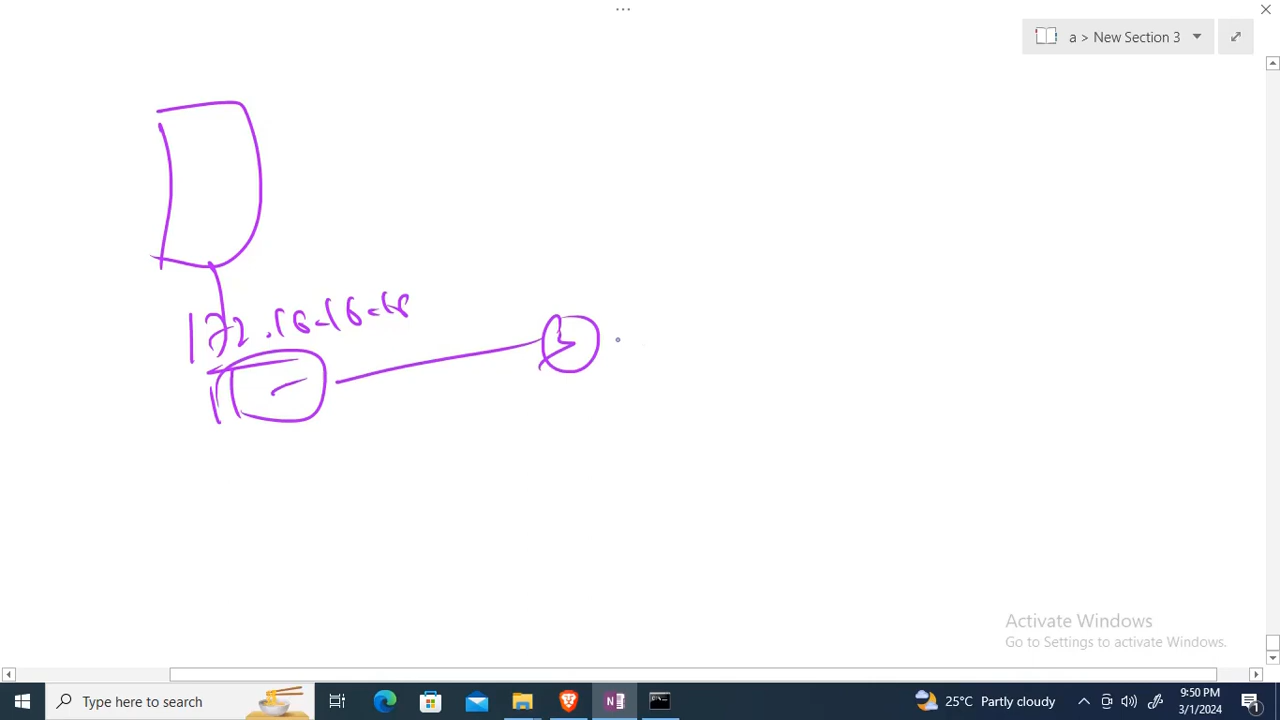 a > New Section 3
172.16.16.16
Activate Windows
Go to Settings to activate Windows.
Type here to search
25°C Partly cloudy
9:50 PM
3/1/2024
1